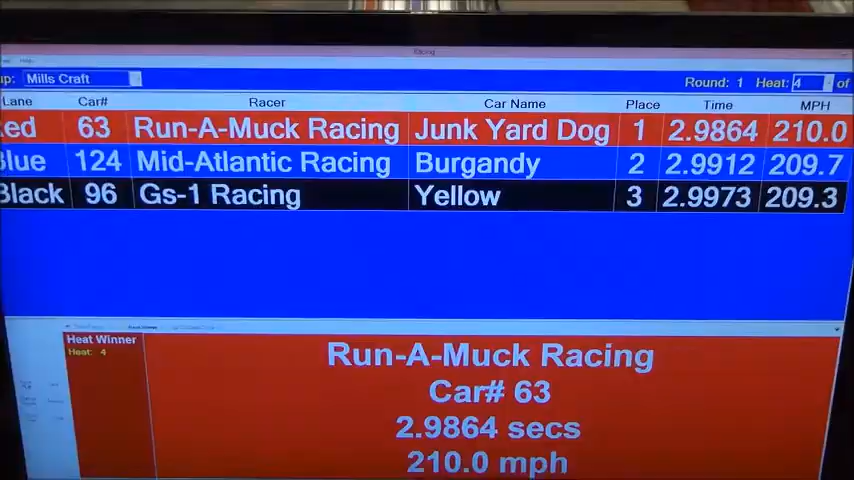 Racing
up: Mills Craft Round: 1 Heat: 4 of
Lane Car# Racer Car Name Place Time MPH
Red 63 Run-A-Muck Racing Junk Yard Dog 1 2.9864 210.0
Blue 124 Mid-Atlantic Racing Burgandy 2 2.9912 209.7
Black 96 Gs-1 Racing Yellow 3 2.9973 209.3
Heat Winner
Heat: 4
Run-A-Muck Racing
Car# 63
2.9864 secs
210.0 mph